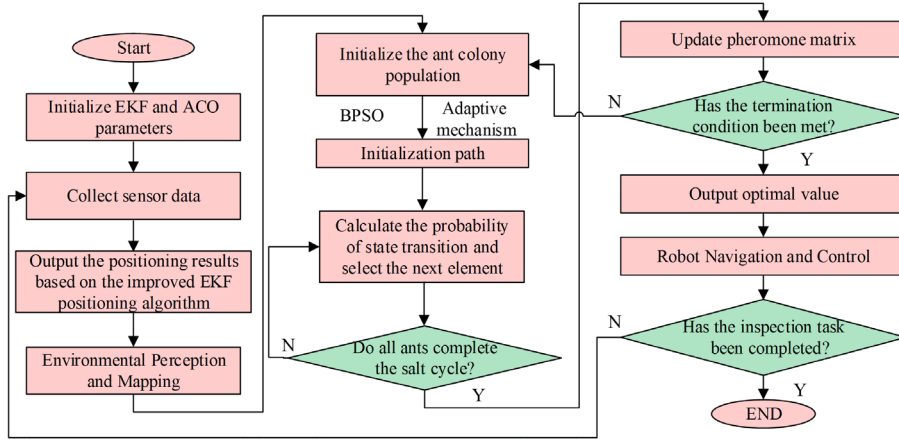 Start
Initialize EKF and ACO
parameters
Collect sensor data
Output the positioning results
based on the improved EKF
positioning algorithm
Environmental Perception
and Mapping
Initialize the ant colony
population
BPSO
Adaptive
mechanism
Initialization path
Calculate the probability
of state transition and
select the next element
N
Do all ants complete
the salt cycle?
Y
Update pheromone matrix
N
Has the termination
condition been met?
Y
Output optimal value
Robot Navigation and Control
N
Has the inspection task
been completed?
Y
END